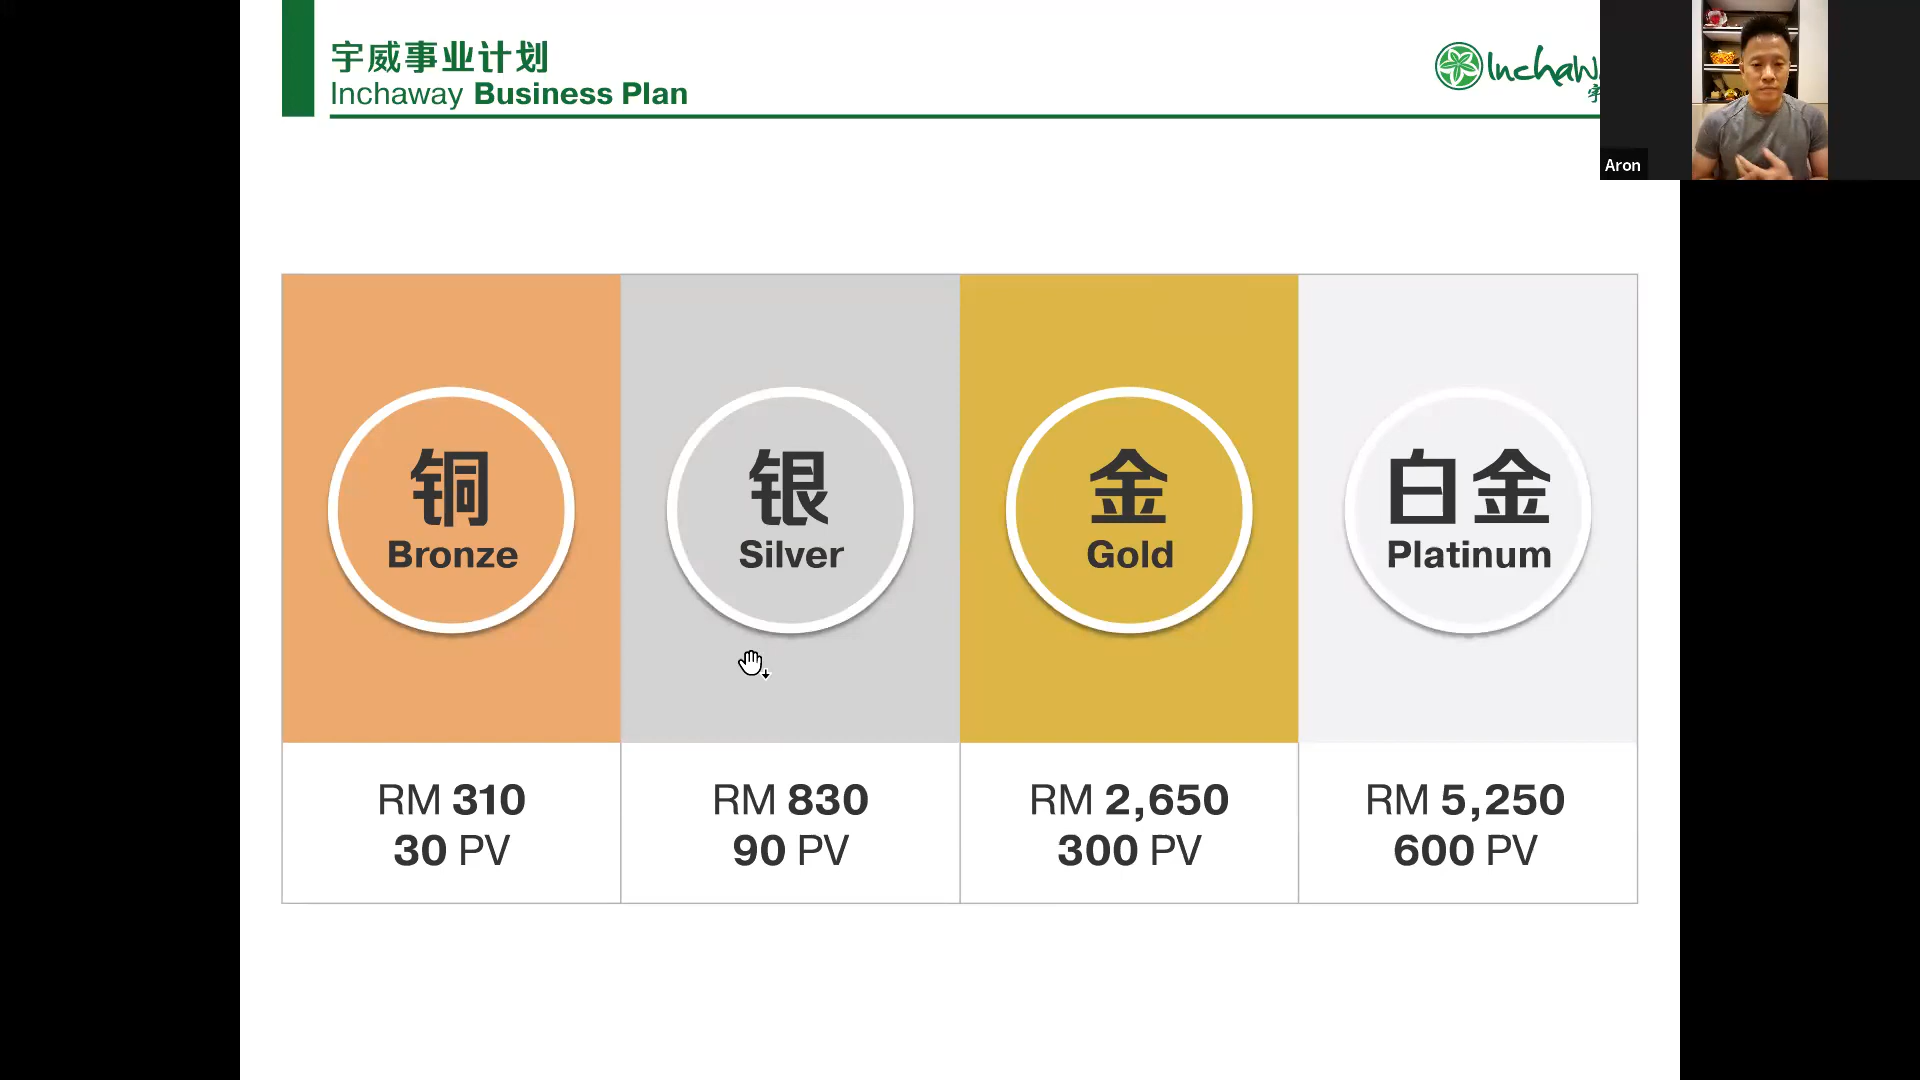 宇威事业计划
Inchaway Business Plan
Aron
铜
Bronze
银
Silver
金
Gold
白金
Platinum
RM 310
30 PV
RM 830
90 PV
RM 2,650
300 PV
RM 5,250
600 PV